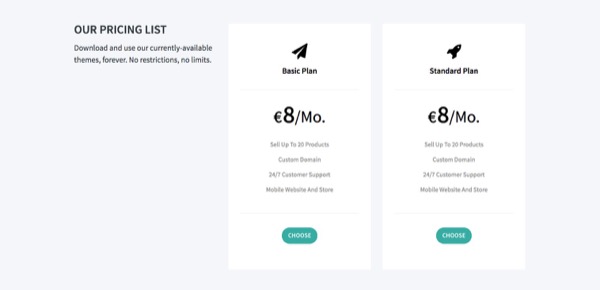 OUR PRICING LIST
Download and use our currently-available
themes, forever. No restrictions, no limits.
Basic Plan
€8/Mo.
Sell Up To 20 Products
Custom Domain
24/7 Customer Support
Mobile Website And Store
CHOOSE
Standard Plan
€8/Mo.
Sell Up To 20 Products
Custom Domain
24/7 Customer Support
Mobile Website And Store
CHOOSE